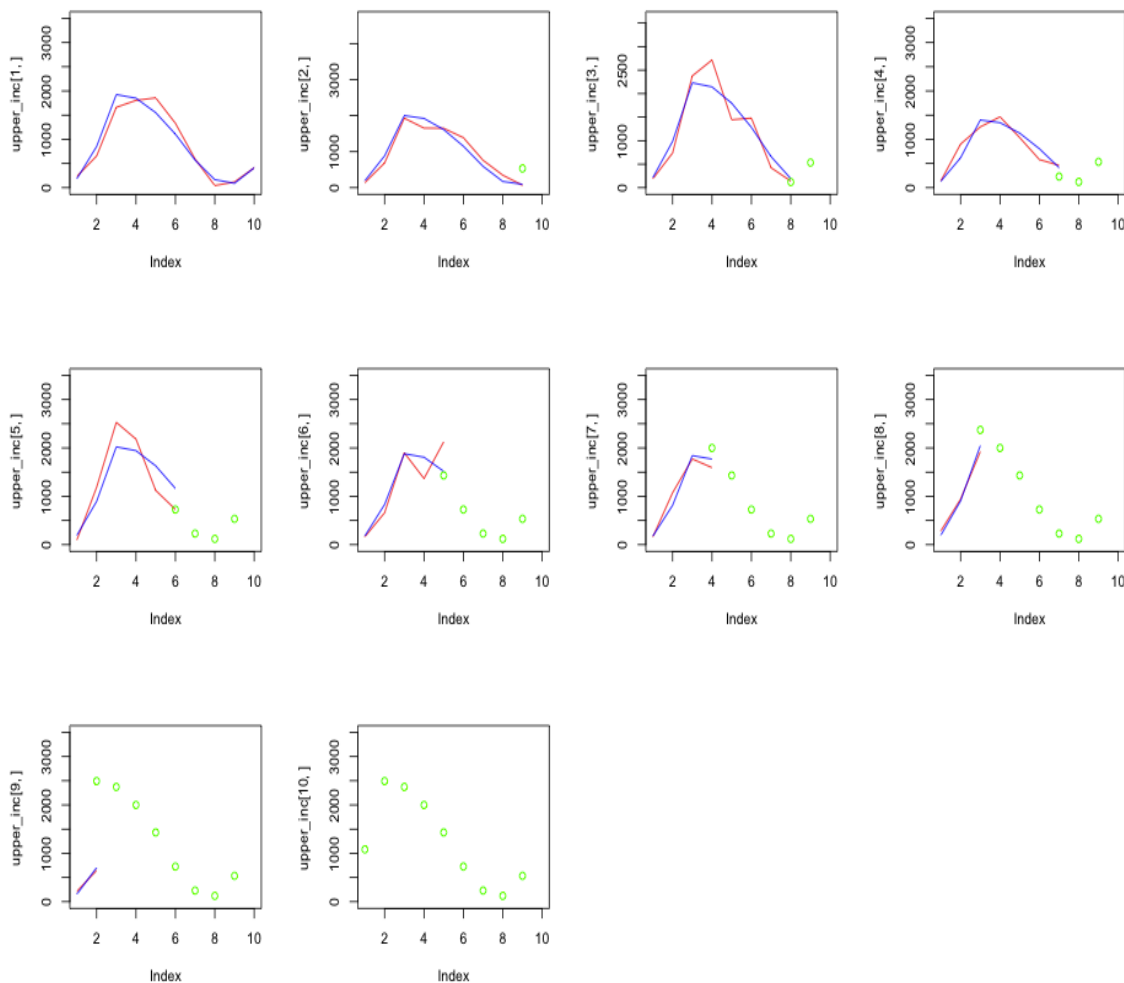 upper_inc[1, ]
0 1000 2000 3000
2 4 6 8 10
Index
upper_inc[2, ]
0 1000 3000
2 4 6 8 10
Index
upper_inc[3, ]
0 1000 2500
2 4 6 8 10
Index
upper_inc[4, ]
0 1000 2000 3000
2 4 6 8 10
Index
upper_inc[5, ]
0 1000 2000 3000
2 4 6 8 10
Index
upper_inc[6, ]
0 1000 2000 3000
2 4 6 8 10
Index
upper_inc[7, ]
0 1000 2000 3000
2 4 6 8 10
Index
upper_inc[8, ]
0 1000 2000 3000
2 4 6 8 10
Index
upper_inc[9, ]
0 1000 2000 3000
2 4 6 8 10
Index
upper_inc[10, ]
0 1000 2000 3000
2 4 6 8 10
Index